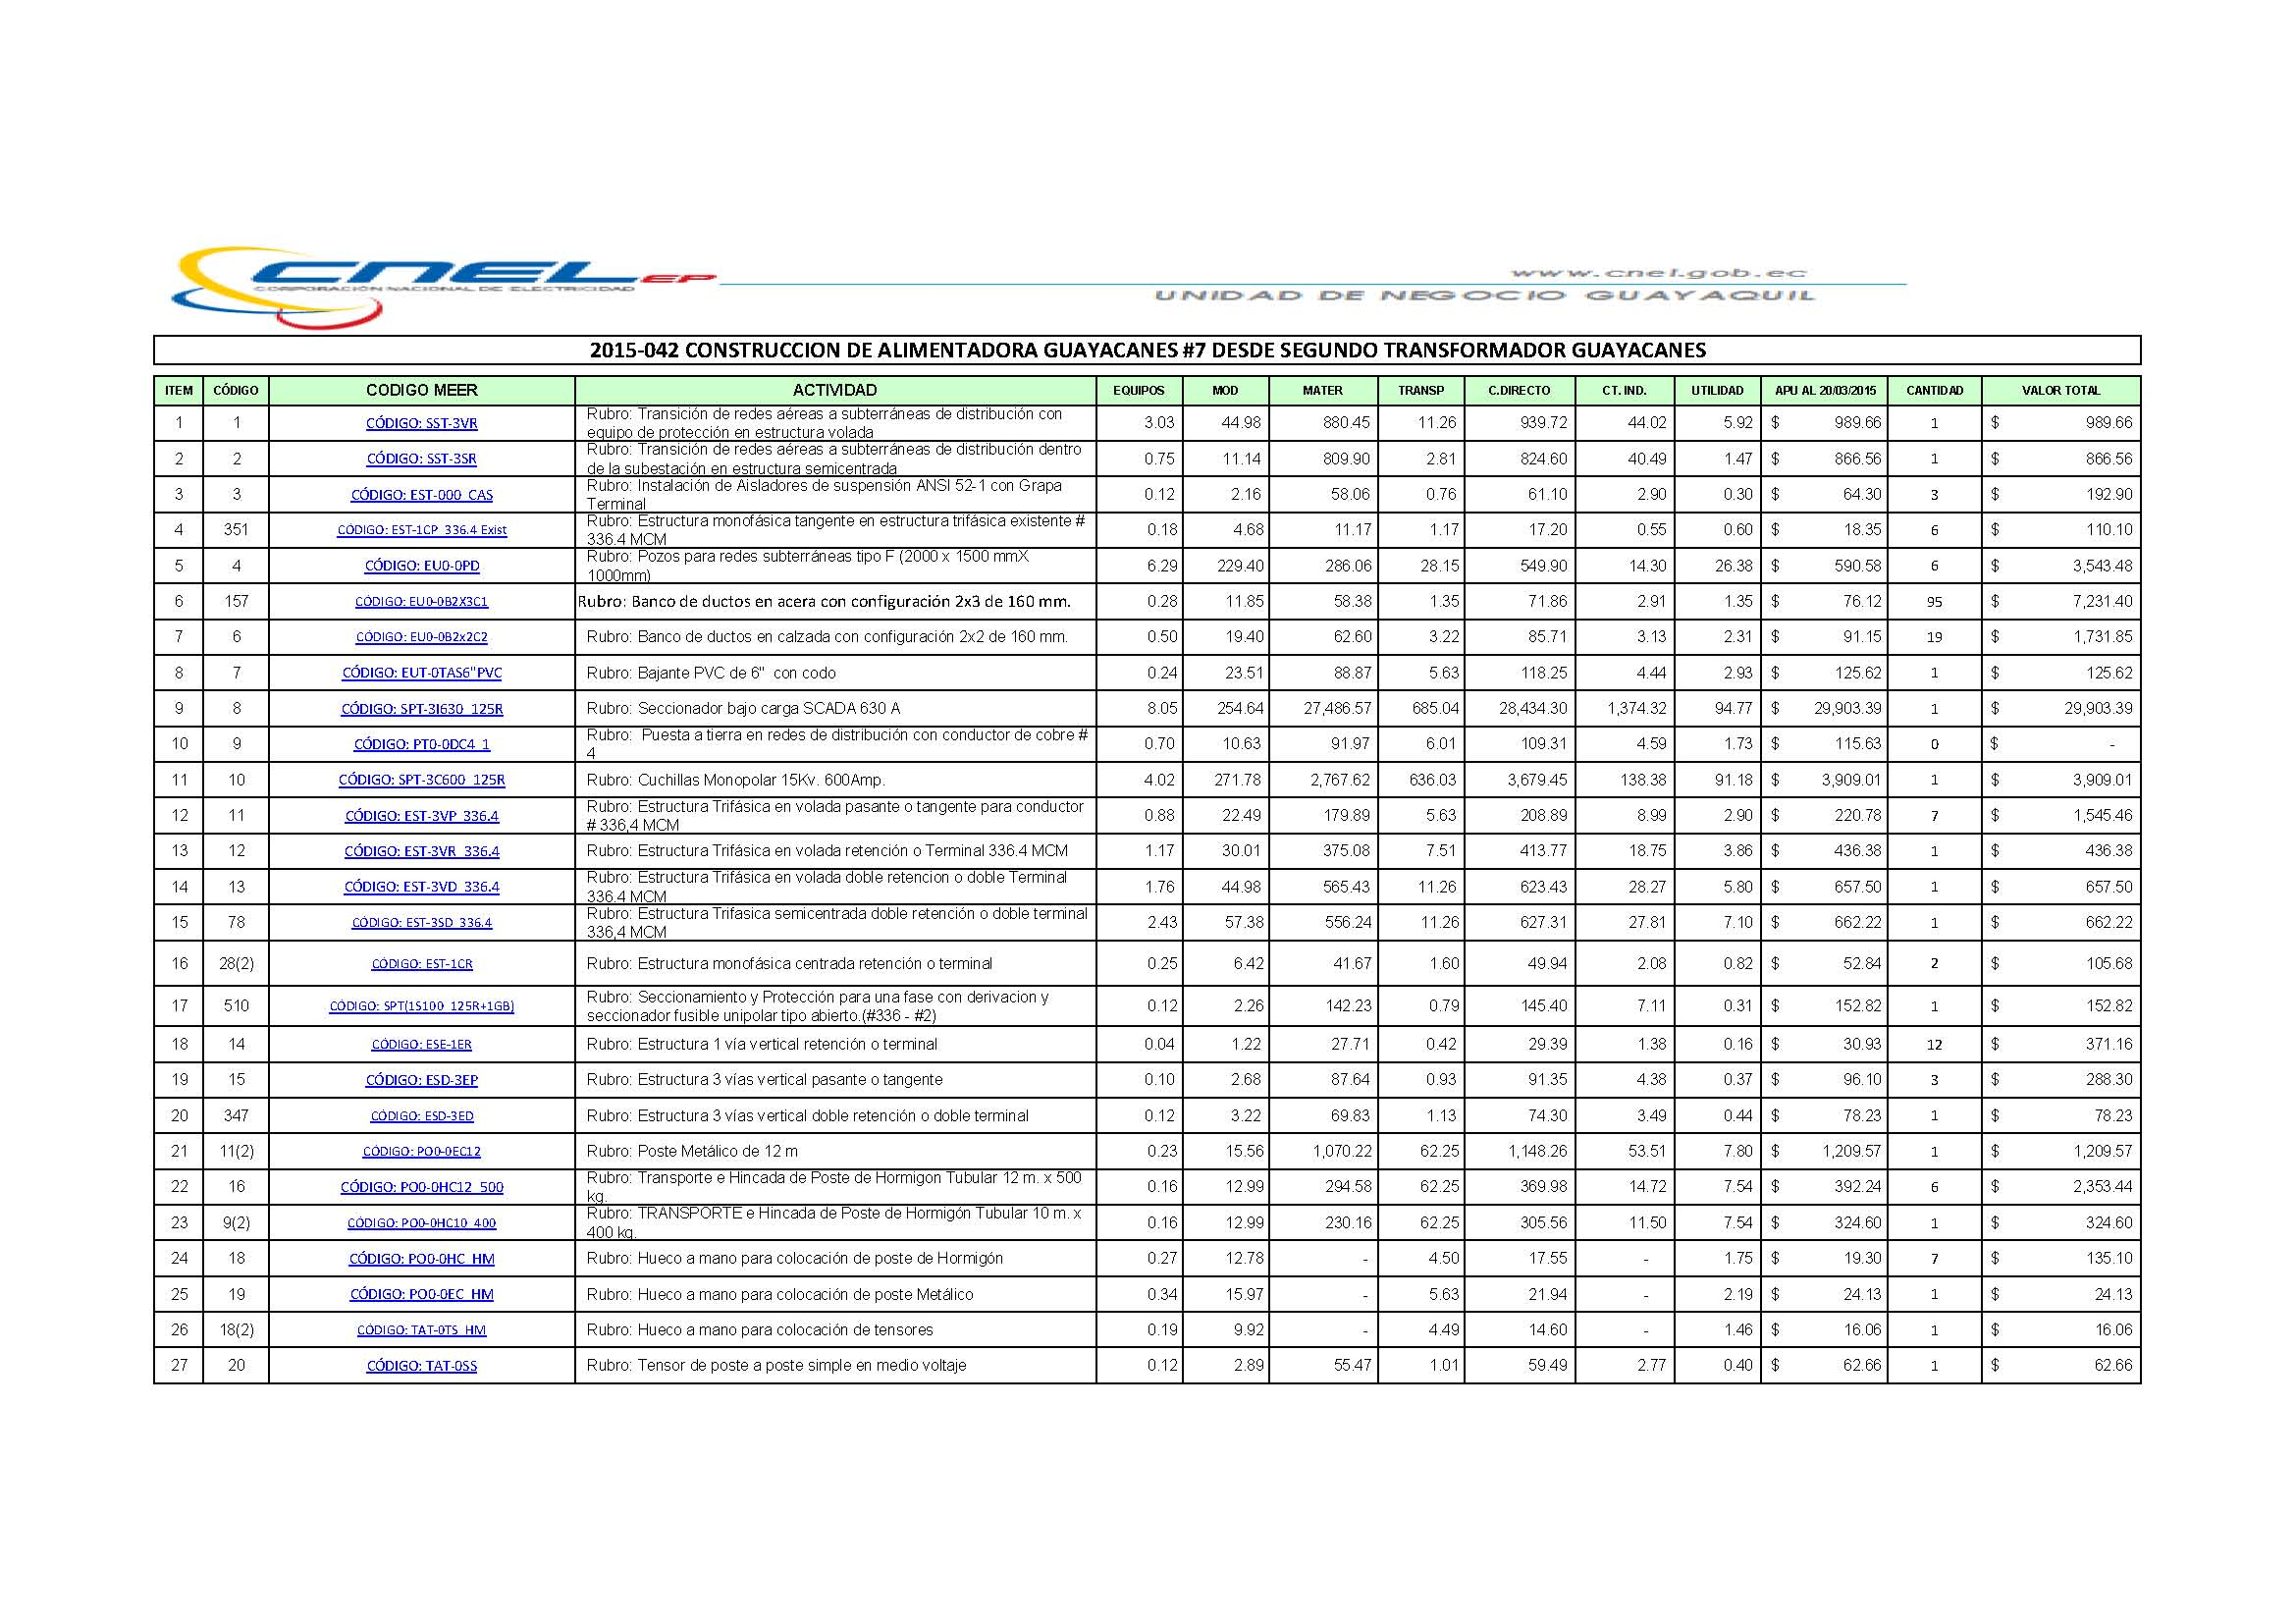 CNEL EP
CORPORACIÓN NACIONAL DE ELECTRICIDAD
www.cnel.gob.ec
UNIDAD DE NEGOCIO GUAYAQUIL
2015-042 CONSTRUCCION DE ALIMENTADORA GUAYACANES #7 DESDE SEGUNDO TRANSFORMADOR GUAYACANES
ITEM CÓDIGO CODIGO MEER ACTIVIDAD EQUIPOS MOD MATER TRANSP C.DIRECTO CT. IND. UTILIDAD APU AL 20/03/2015 CANTIDAD VALOR TOTAL
1 1 CÓDIGO: SST-3VR Rubro: Transición de redes aéreas a subterráneas de distribución con equipo de protección en estructura volada 3.03 44.98 880.45 11.26 939.72 44.02 5.92 $ 989.66 1 $ 989.66
2 2 CÓDIGO: SST-3SR Rubro: Transición de redes aéreas a subterráneas de distribución dentro de la subestación en estructura semicentrada 0.75 11.14 809.90 2.81 824.60 40.49 1.47 $ 866.56 1 $ 866.56
3 3 CÓDIGO: EST-000_CAS Rubro: Instalación de Aisladores de suspensión ANSI 52-1 con Grapa Terminal 0.12 2.16 58.06 0.76 61.10 2.90 0.30 $ 64.30 3 $ 192.90
4 351 CÓDIGO: EST-1CP_336.4 Exist Rubro: Estructura monofásica tangente en estructura trifásica existente # 336.4 MCM 0.18 4.68 11.17 1.17 17.20 0.55 0.60 $ 18.35 6 $ 110.10
5 4 CÓDIGO: EU0-0PD Rubro: Pozos para redes subterráneas tipo F (2000 x 1500 mmX 1000mm) 6.29 229.40 286.06 28.15 549.90 14.30 26.38 $ 590.58 6 $ 3,543.48
6 157 CÓDIGO: EU0-0B2X3C1 Rubro: Banco de ductos en acera con configuración 2x3 de 160 mm. 0.28 11.85 58.38 1.35 71.86 2.91 1.35 $ 76.12 95 $ 7,231.40
7 6 CÓDIGO: EU0-0B2x2C2 Rubro: Banco de ductos en calzada con configuración 2x2 de 160 mm. 0.50 19.40 62.60 3.22 85.71 3.13 2.31 $ 91.15 19 $ 1,731.85
8 7 CÓDIGO: EUT-0TAS6"PVC Rubro: Bajante PVC de 6" con codo 0.24 23.51 88.87 5.63 118.25 4.44 2.93 $ 125.62 1 $ 125.62
9 8 CÓDIGO: SPT-3I630_125R Rubro: Seccionador bajo carga SCADA 630 A 8.05 254.64 27,486.57 685.04 28,434.30 1,374.32 94.77 $ 29,903.39 1 $ 29,903.39
10 9 CÓDIGO: PT0-0DC4_1 Rubro: Puesta a tierra en redes de distribución con conductor de cobre # 4 0.70 10.63 91.97 6.01 109.31 4.59 1.73 $ 115.63 0 $ -
11 10 CÓDIGO: SPT-3C600_125R Rubro: Cuchillas Monopolar 15Kv. 600Amp. 4.02 271.78 2,767.62 636.03 3,679.45 138.38 91.18 $ 3,909.01 1 $ 3,909.01
12 11 CÓDIGO: EST-3VP_336.4 Rubro: Estructura Trifásica en volada pasante o tangente para conductor # 336,4 MCM 0.88 22.49 179.89 5.63 208.89 8.99 2.90 $ 220.78 7 $ 1,545.46
13 12 CÓDIGO: EST-3VR_336.4 Rubro: Estructura Trifásica en volada retención o Terminal 336.4 MCM 1.17 30.01 375.08 7.51 413.77 18.75 3.86 $ 436.38 1 $ 436.38
14 13 CÓDIGO: EST-3VD_336.4 Rubro: Estructura Trifásica en volada doble retencion o doble Terminal 336.4 MCM 1.76 44.98 565.43 11.26 623.43 28.27 5.80 $ 657.50 1 $ 657.50
15 78 CÓDIGO: EST-3SD_336.4 Rubro: Estructura Trifasica semicentrada doble retención o doble terminal 336,4 MCM 2.43 57.38 556.24 11.26 627.31 27.81 7.10 $ 662.22 1 $ 662.22
16 28(2) CÓDIGO: EST-1CR Rubro: Estructura monofásica centrada retención o terminal 0.25 6.42 41.67 1.60 49.94 2.08 0.82 $ 52.84 2 $ 105.68
17 510 CÓDIGO: SPT(1S100_125R+1GB) Rubro: Seccionamiento y Protección para una fase con derivacion y seccionador fusible unipolar tipo abierto.(#336 - #2) 0.12 2.26 142.23 0.79 145.40 7.11 0.31 $ 152.82 1 $ 152.82
18 14 CÓDIGO: ESE-1ER Rubro: Estructura 1 vía vertical retención o terminal 0.04 1.22 27.71 0.42 29.39 1.38 0.16 $ 30.93 12 $ 371.16
19 15 CÓDIGO: ESD-3EP Rubro: Estructura 3 vías vertical pasante o tangente 0.10 2.68 87.64 0.93 91.35 4.38 0.37 $ 96.10 3 $ 288.30
20 347 CÓDIGO: ESD-3ED Rubro: Estructura 3 vías vertical doble retención o doble terminal 0.12 3.22 69.83 1.13 74.30 3.49 0.44 $ 78.23 1 $ 78.23
21 11(2) CÓDIGO: PO0-0EC12 Rubro: Poste Metálico de 12 m 0.23 15.56 1,070.22 62.25 1,148.26 53.51 7.80 $ 1,209.57 1 $ 1,209.57
22 16 CÓDIGO: PO0-0HC12_500 Rubro: Transporte e Hincada de Poste de Hormigon Tubular 12 m. x 500 kg. 0.16 12.99 294.58 62.25 369.98 14.72 7.54 $ 392.24 6 $ 2,353.44
23 9(2) CÓDIGO: PO0-0HC10_400 Rubro: TRANSPORTE e Hincada de Poste de Hormigón Tubular 10 m. x 400 kg. 0.16 12.99 230.16 62.25 305.56 11.50 7.54 $ 324.60 1 $ 324.60
24 18 CÓDIGO: PO0-0HC_HM Rubro: Hueco a mano para colocación de poste de Hormigón 0.27 12.78 - 4.50 17.55 - 1.75 $ 19.30 7 $ 135.10
25 19 CÓDIGO: PO0-0EC_HM Rubro: Hueco a mano para colocación de poste Metálico 0.34 15.97 - 5.63 21.94 - 2.19 $ 24.13 1 $ 24.13
26 18(2) CÓDIGO: TAT-0TS_HM Rubro: Hueco a mano para colocación de tensores 0.19 9.92 - 4.49 14.60 - 1.46 $ 16.06 1 $ 16.06
27 20 CÓDIGO: TAT-0SS Rubro: Tensor de poste a poste simple en medio voltaje 0.12 2.89 55.47 1.01 59.49 2.77 0.40 $ 62.66 1 $ 62.66